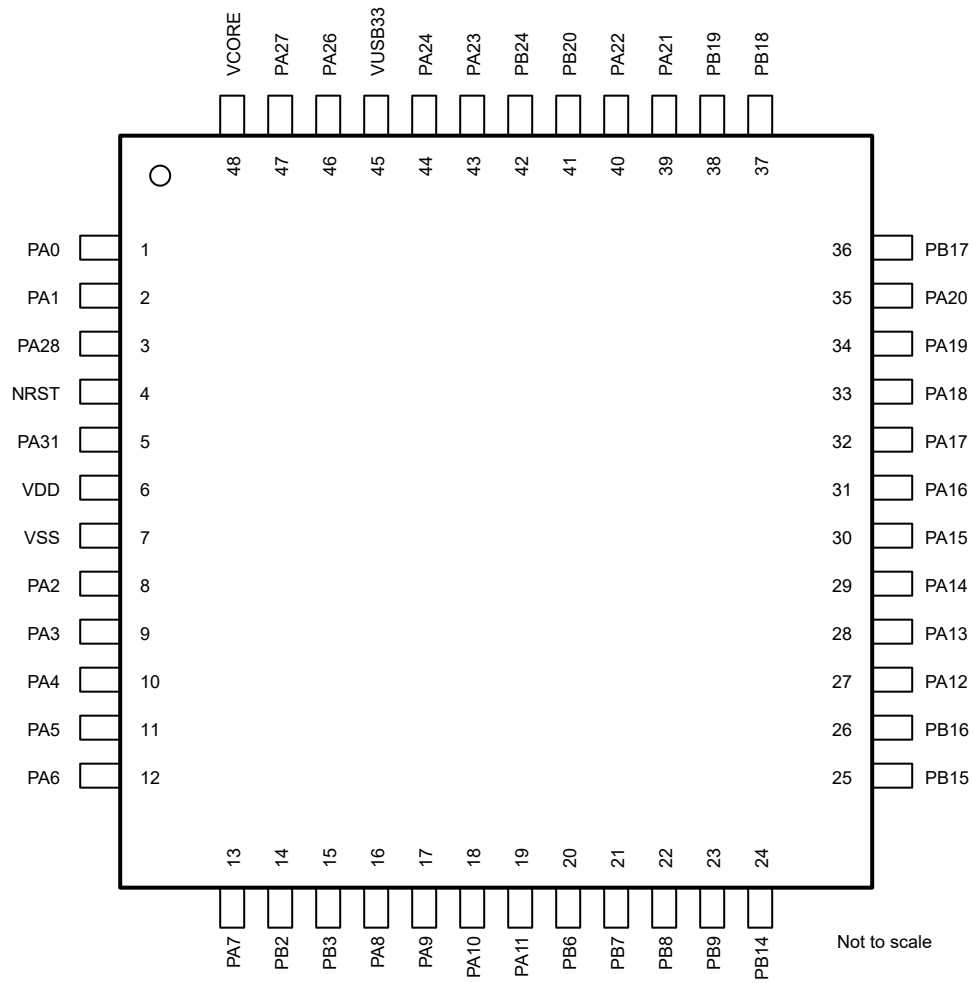 VCORE PA27 PA26 VUSB33 PA24 PA23 PB24 PB20 PA22 PA21 PB19 PB18
48 47 46 45 44 43 42 41 40 39 38 37
PA0 1 36 PB17
PA1 2 35 PA20
PA28 3 34 PA19
NRST 4 33 PA18
PA31 5 32 PA17
VDD 6 31 PA16
VSS 7 30 PA15
PA2 8 29 PA14
PA3 9 28 PA13
PA4 10 27 PA12
PA5 11 26 PB16
PA6 12 25 PB15
13 14 15 16 17 18 19 20 21 22 23 24
PA7 PB2 PB3 PA8 PA9 PA10 PA11 PB6 PB7 PB8 PB9 PB14
Not to scale